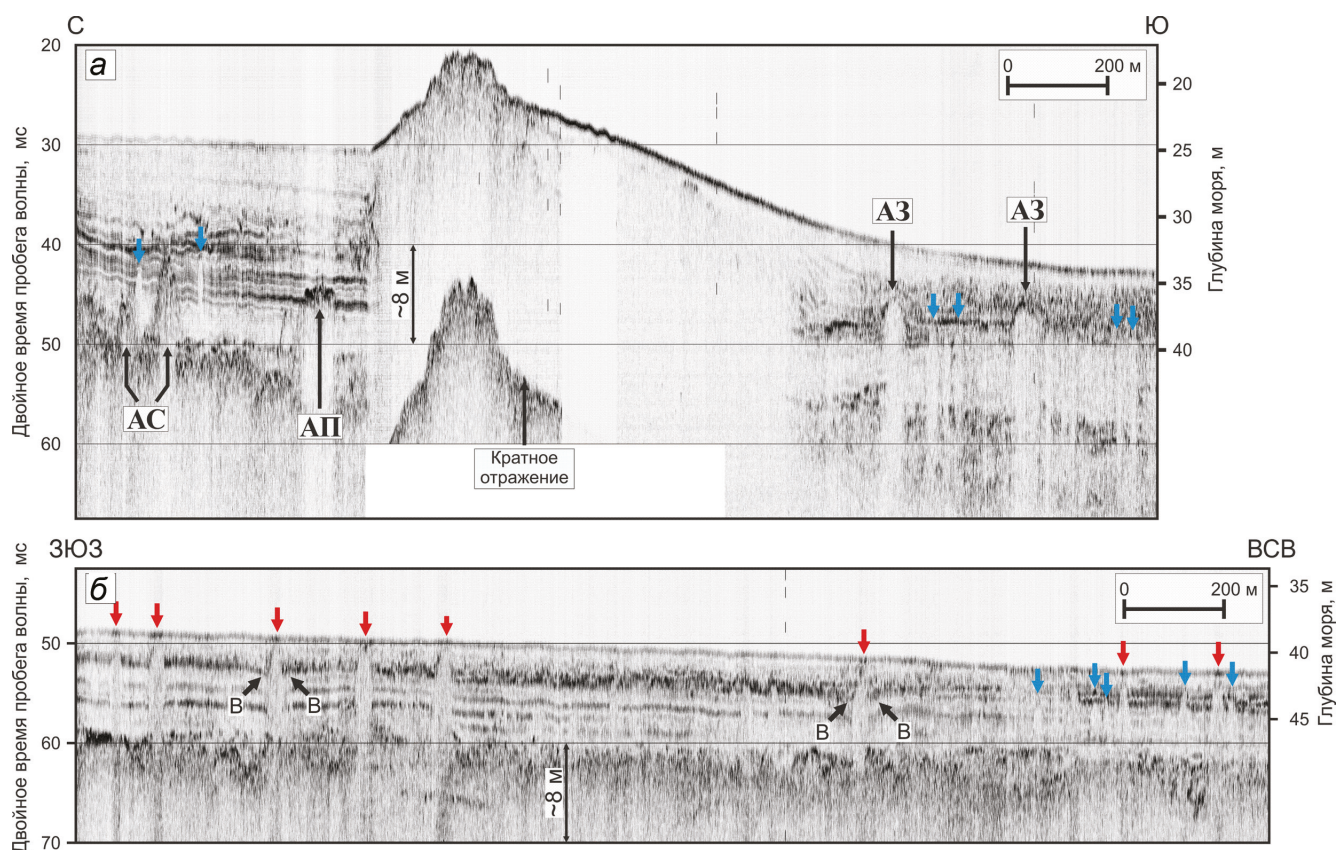 С
Ю
20
а
0
200 м
20
30
25
АЗ
АЗ
30
40
35
~8 м
50
40
АС
АП
60
Кратное
отражение
Двойное время пробега волны, мс
Глубина моря, м
ЗЮЗ
ВСВ
б
0
200 м
35
50
40
В
В
В
В
45
60
~8 м
70
Двойное время пробега волны, мс
Глубина моря, м